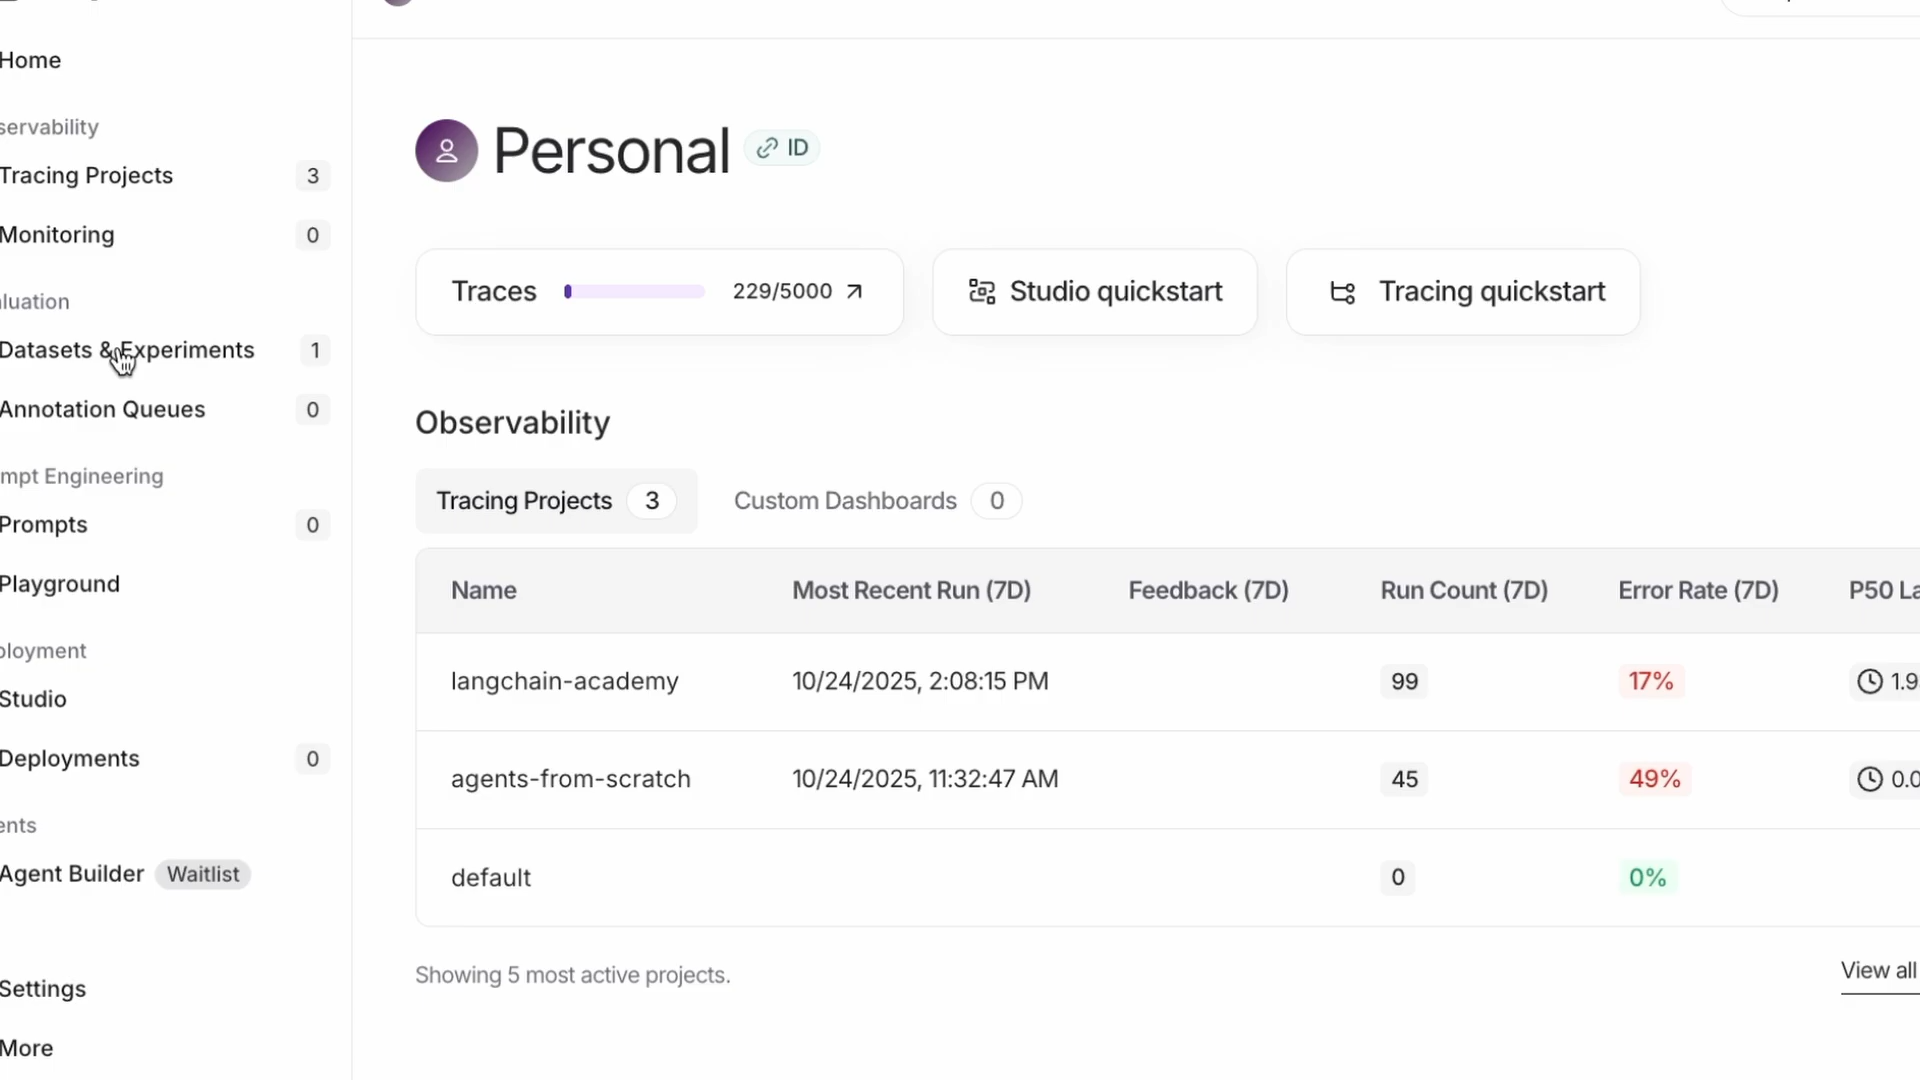 Home
servability
Tracing Projects 3
Monitoring 0
luation
Datasets & Experiments 1
Annotation Queues 0
mpt Engineering
Prompts 0
Playground
ployment
Studio
Deployments 0
ents
Agent Builder Waitlist
Settings
More
Personal ID
Traces 229/5000
Studio quickstart
Tracing quickstart
Observability
Tracing Projects 3
Custom Dashboards 0
Name Most Recent Run (7D) Feedback (7D) Run Count (7D) Error Rate (7D) P50 La
langchain-academy 10/24/2025, 2:08:15 PM 99 17% 1.9
agents-from-scratch 10/24/2025, 11:32:47 AM 45 49% 0.0
default 0 0%
Showing 5 most active projects.
View all